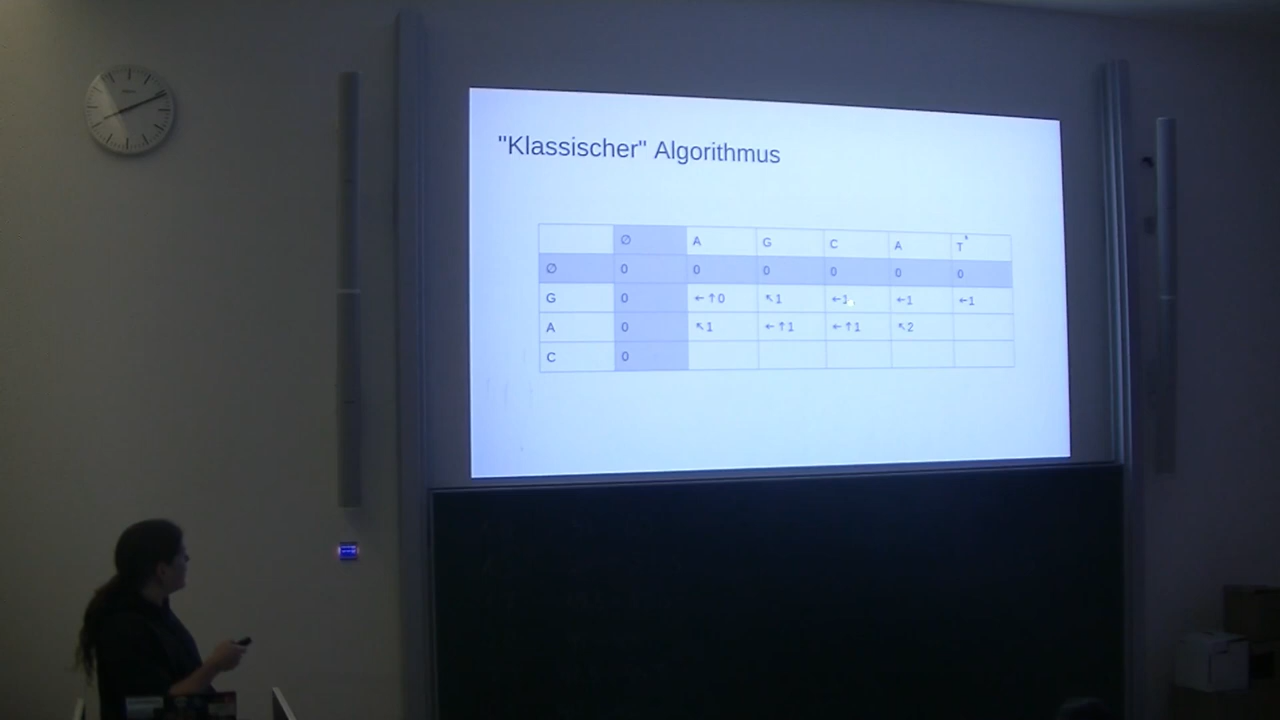 "Klassischer" Algorithmus
∅ A G C A T
∅ 0 0 0 0 0 0
G 0 ←↑0 ↖1 ←1 ←1 ←1
A 0 ↖1 ←↑1 ←↑1 ↖2
C 0